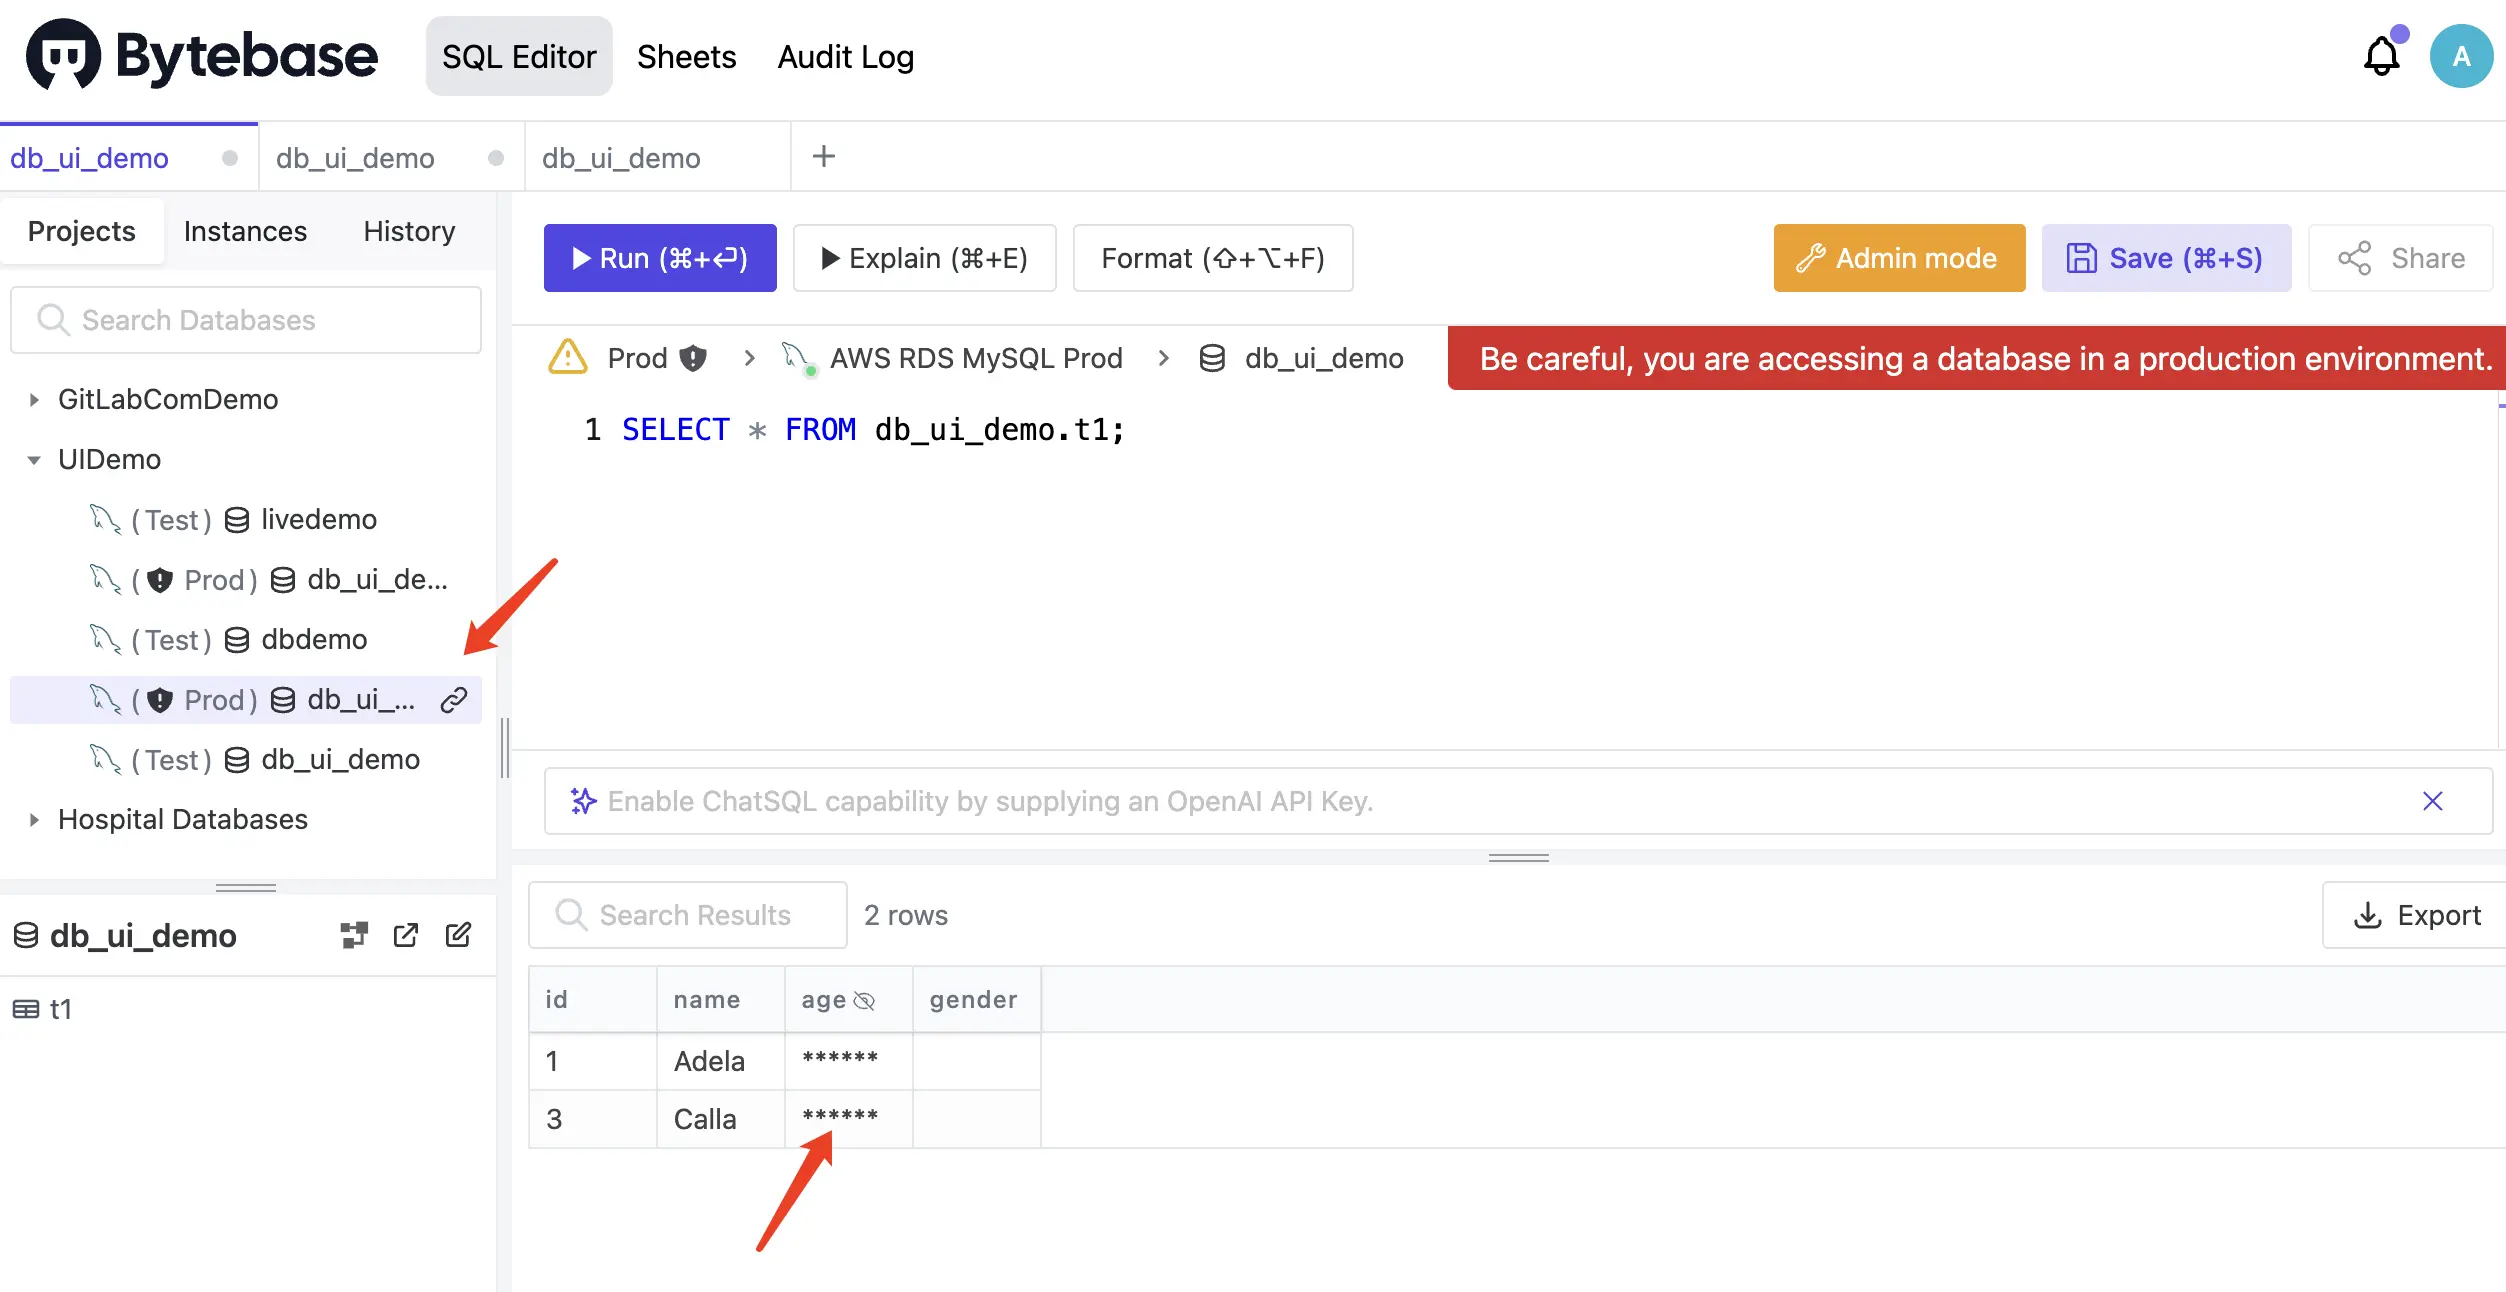 Bytebase SQL Editor Sheets Audit Log A
db_ui_demo db_ui_demo db_ui_demo +
Projects Instances History
Search Databases
GitLabComDemo
UIDemo
(Test) livedemo
(Prod) db_ui_de...
(Test) dbdemo
(Prod) db_ui_...
(Test) db_ui_demo
Hospital Databases
db_ui_demo
t1
Run (⌘+⏎) Explain (⌘+E) Format (⇧+⌥+F) Admin mode Save (⌘+S) Share
Prod > AWS RDS MySQL Prod > db_ui_demo Be careful, you are accessing a database in a production environment.
1 SELECT * FROM db_ui_demo.t1;
Enable ChatSQL capability by supplying an OpenAI API Key.
Search Results 2 rows Export
id name age gender
1 Adela ******
3 Calla ******